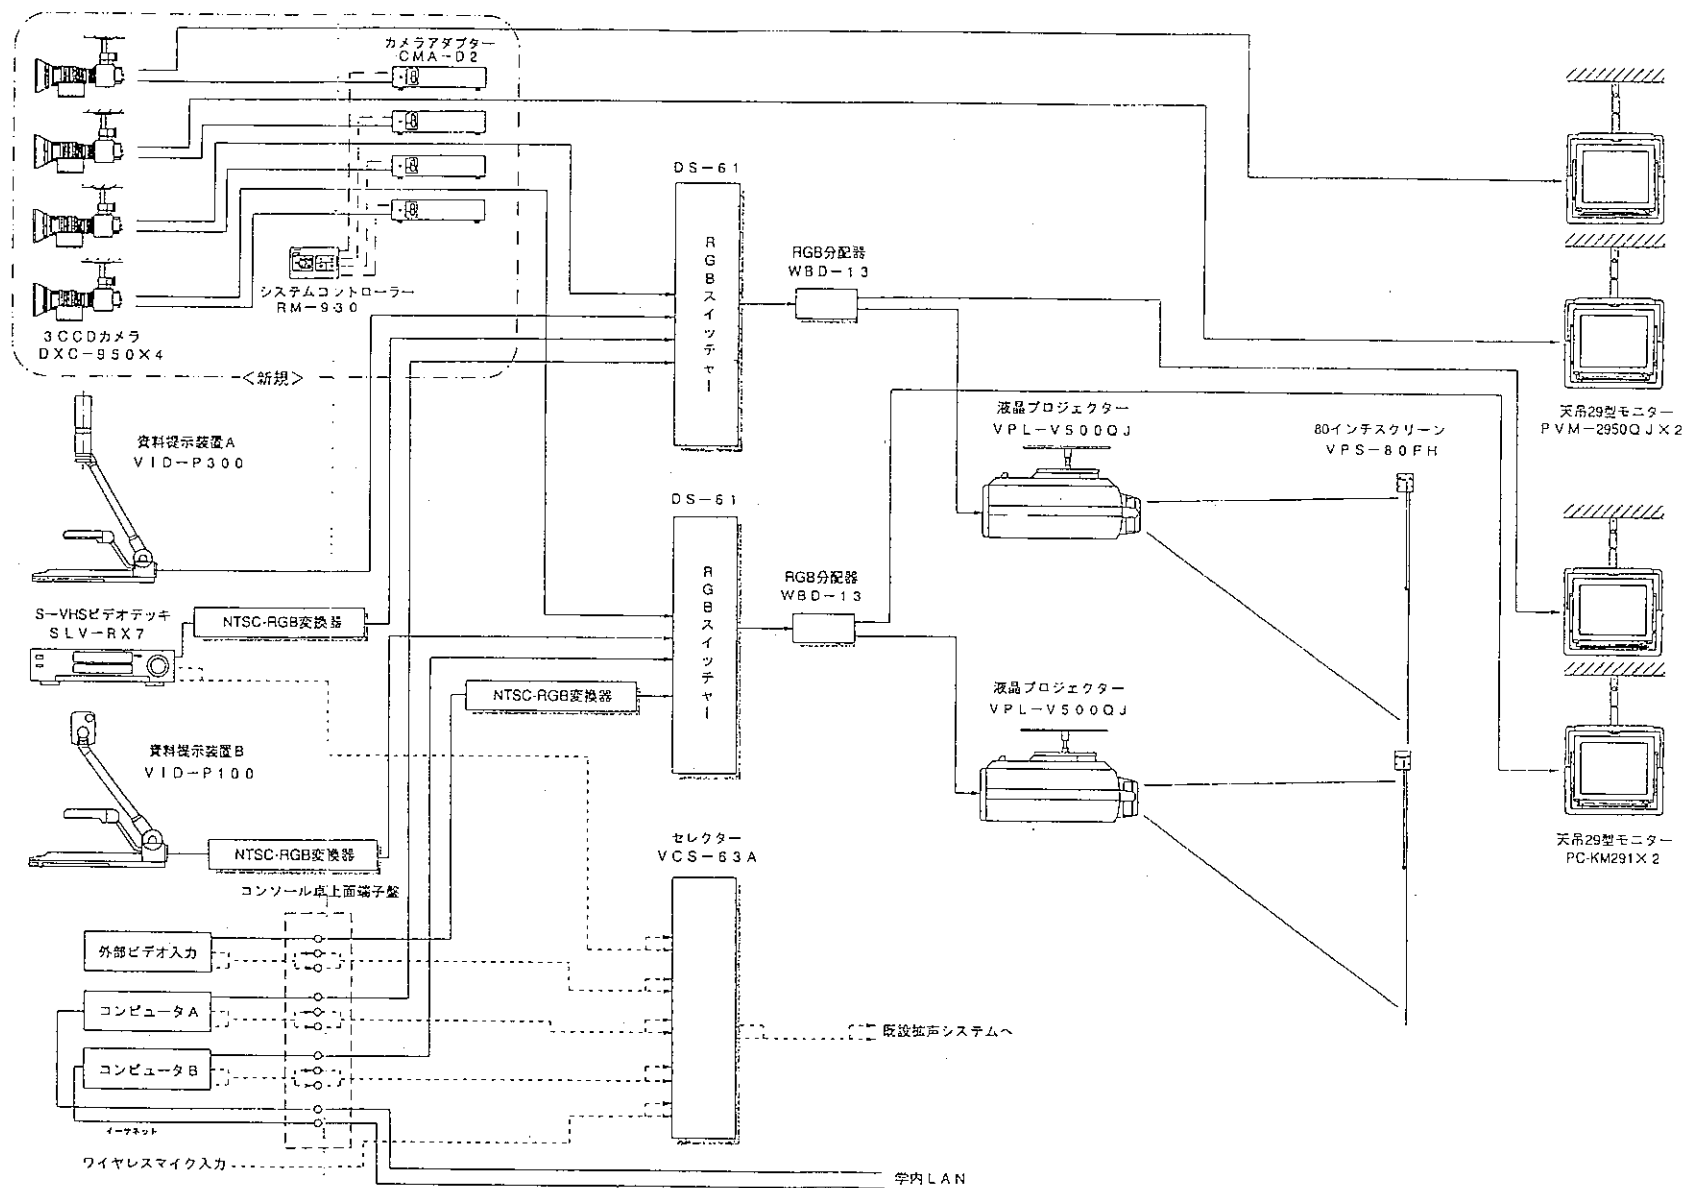 カメラアダプター
CMA-D2
システムコントローラー
RM-930
3CCDカメラ
DXC-950×4
<新規>
DS-61
RGBスイッチャー
RGB分配器
WBD-13
天吊29型モニター
PVM-2950QJ×2
液晶プロジェクター
VPL-V500QJ
80インチスクリーン
VPS-80FH
資料提示装置A
VID-P300
DS-61
RGBスイッチャー
RGB分配器
WBD-13
S-VHSビデオデッキ
SLV-RX7
NTSC-RGB変換器
NTSC-RGB変換器
液晶プロジェクター
VPL-V500QJ
資料提示装置B
VID-P100
NTSC-RGB変換器
天吊29型モニター
PC-KM291×2
セレクター
VCS-63A
コンソール卓上面端子盤
外部ビデオ入力
コンピュータA
コンピュータB
既設拡声システムへ
イーサネット
ワイヤレスマイク入力
学内LAN